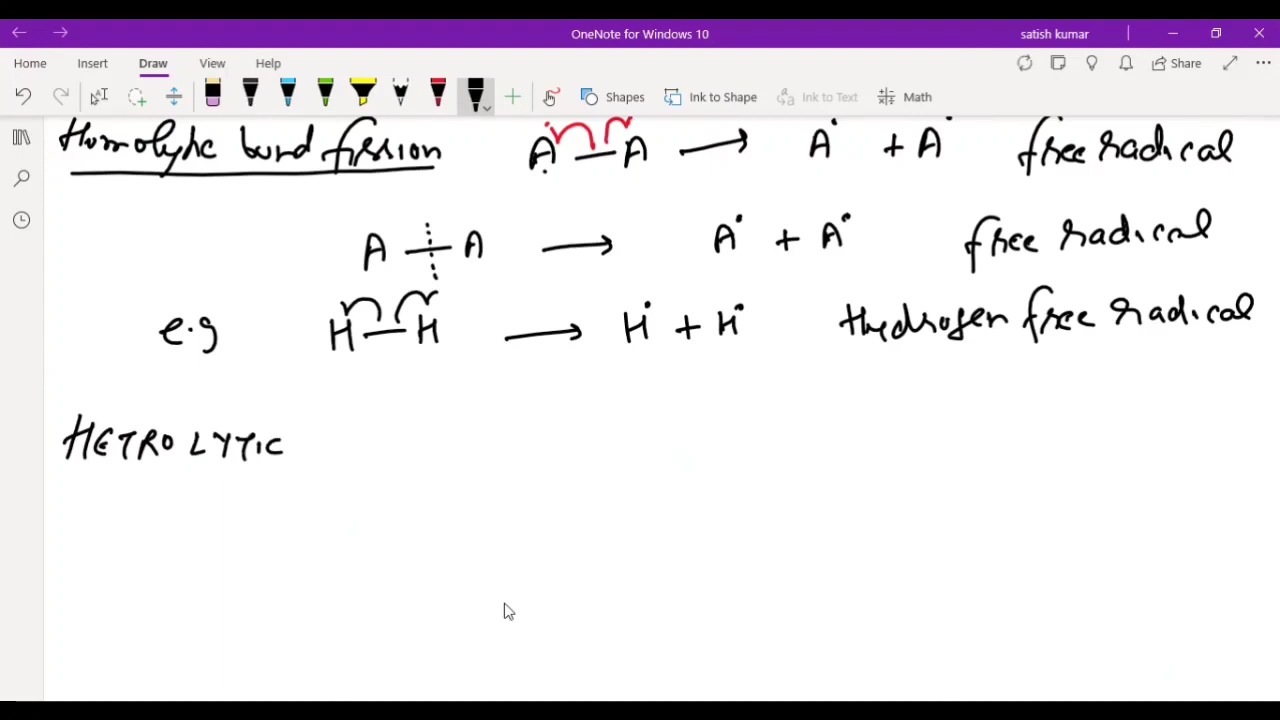 OneNote for Windows 10
satish kumar
Home Insert Draw View Help
Share
Shapes Ink to Shape Ink to Text Math
Homolytic bond fission A — A → A• + A• free radical
A — A → A• + A• free radical
e.g H — H → H• + H• Hydrogen free radical
HETROLYTIC